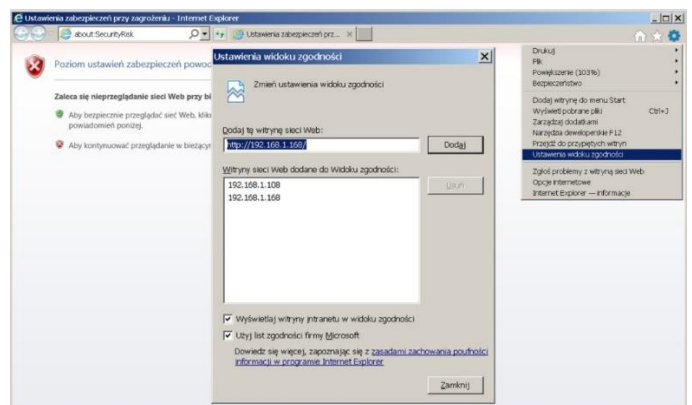 Ustawienia zabezpieczeń przy zagrożeniu - Internet Explorer
about:SecurityRisk
Ustawienia zabezpieczeń prz...
Poziom ustawień zabezpieczeń powoc
Zaleca się nieprzeglądanie sieci Web przy bi
Aby bezpiecznie przeglądać sieć Web, klikn
powiadomień poniżej.
Aby kontynuować przeglądanie w bieżącyr
Ustawienia widoku zgodności
Zmień ustawienia widoku zgodności
Dodaj tę witrynę sieci Web:
http://192.168.1.168/
Dodaj
Witryny sieci Web dodane do Widoku zgodności:
192.168.1.108
192.168.1.168
Usuń
Wyświetlaj witryny intranetu w widoku zgodności
Użyj list zgodności firmy Microsoft
Dowiedz się więcej, zapoznając się z zasadami zachowania poufności
informacji w programie Internet Explorer
Zamknij
Drukuj
Plik
Powiększenie (103%)
Bezpieczeństwo
Dodaj witrynę do menu Start
Wyświetl pobrane pliki Ctrl+J
Zarządzaj dodatkami
Narzędzia deweloperskie F12
Przejdź do przypiętych witryn
Ustawienia widoku zgodności
Zgłoś problemy z witryną sieci Web
Opcje internetowe
Internet Explorer — informacje